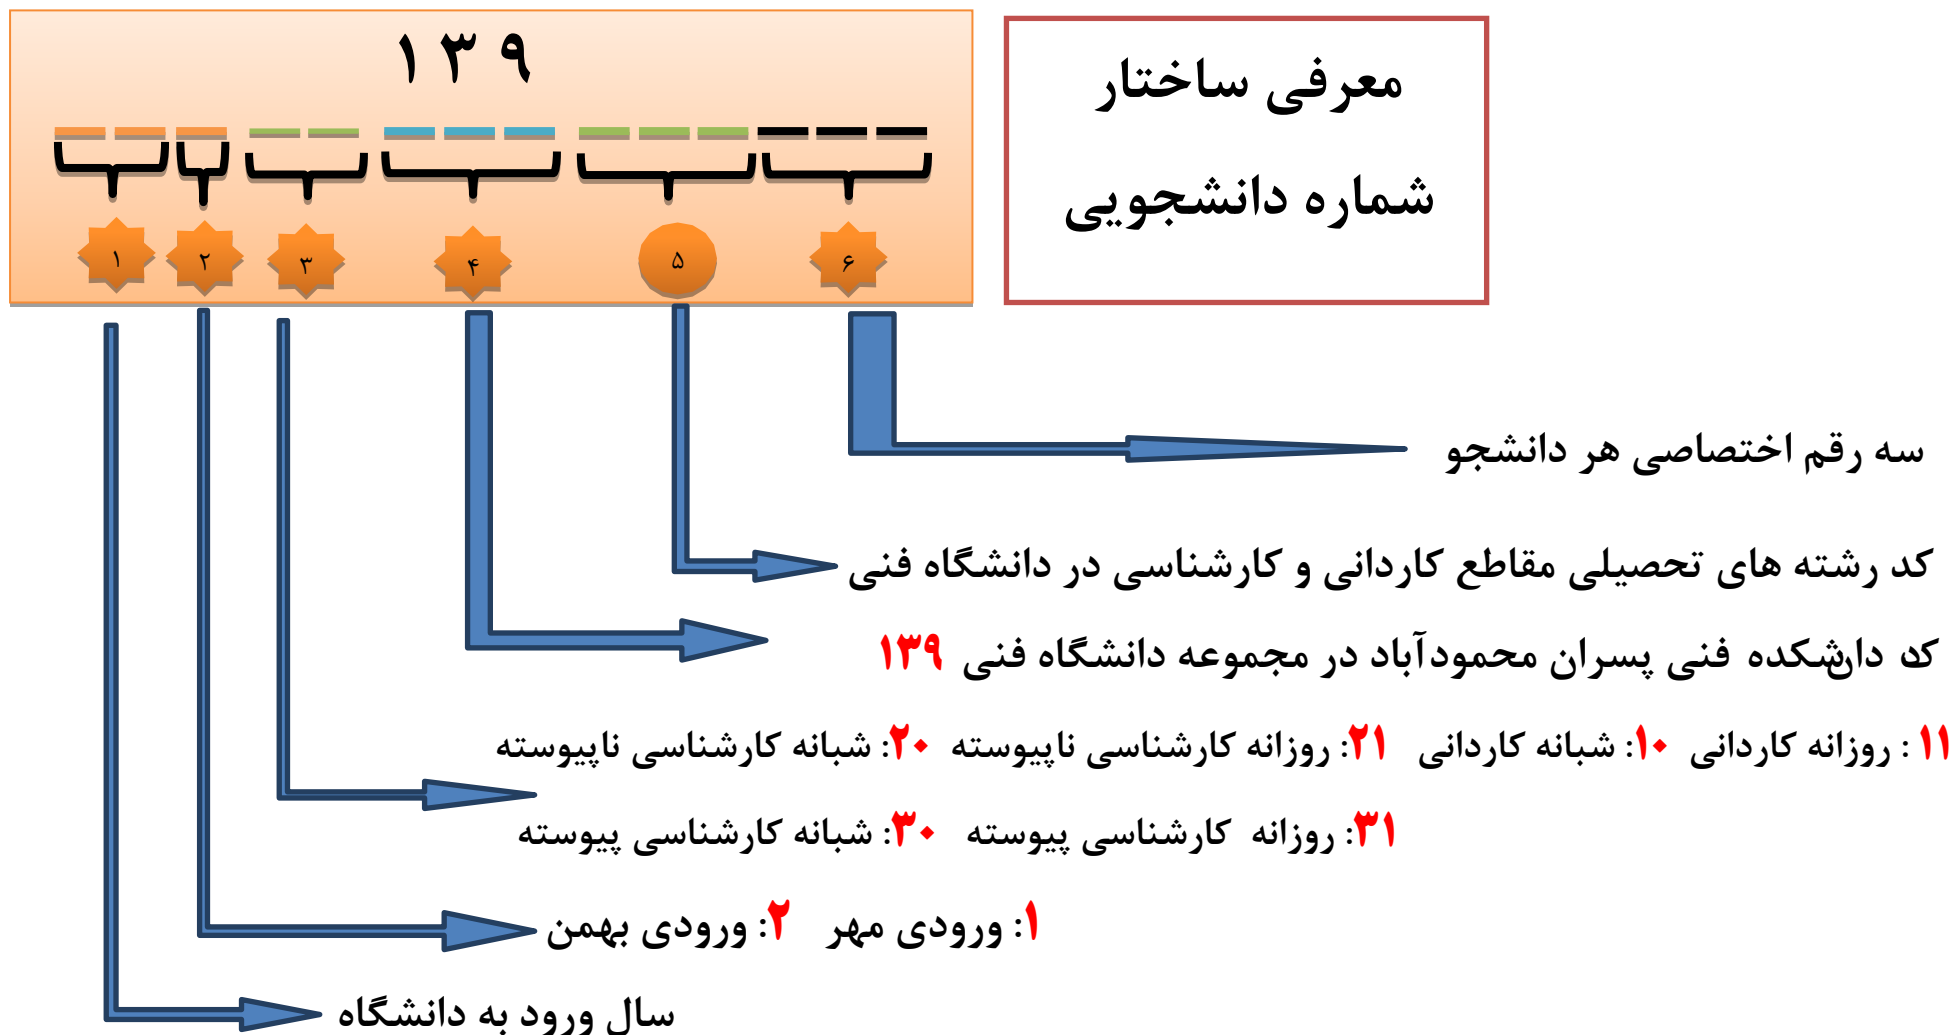 ۱ ۳ ۹
معرفی ساختار
شماره دانشجویی
۱ ۲ ۳ ۴ ۵ ۶
سه رقم اختصاصی هر دانشجو
کد رشته های تحصیلی مقاطع کاردانی و کارشناسی در دانشگاه فنی
کد دانشکده فنی پسران محمودآباد در مجموعه دانشگاه فنی ۱۳۹
۱۱ : روزانه کاردانی ۱۰: شبانه کاردانی ۲۱: روزانه کارشناسی ناپیوسته ۲۰: شبانه کارشناسی ناپیوسته
۳۱: روزانه کارشناسی پیوسته ۳۰: شبانه کارشناسی پیوسته
۱: ورودی مهر ۲: ورودی بهمن
سال ورود به دانشگاه